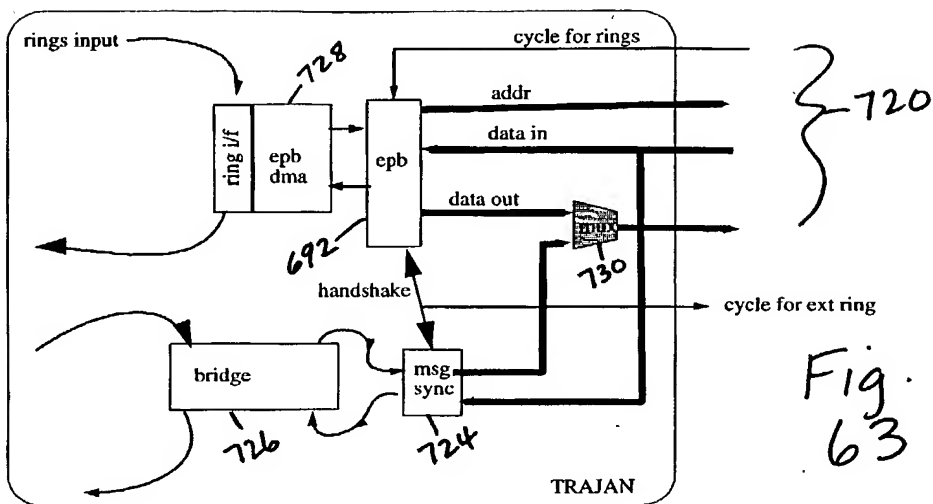 rings input
cycle for rings
728
addr
720
data in
ring i/f
epb
dma
epb
data out
mux
692
730
handshake
cycle for ext ring
bridge
msg
sync
726
724
Fig.
63
TRAJAN